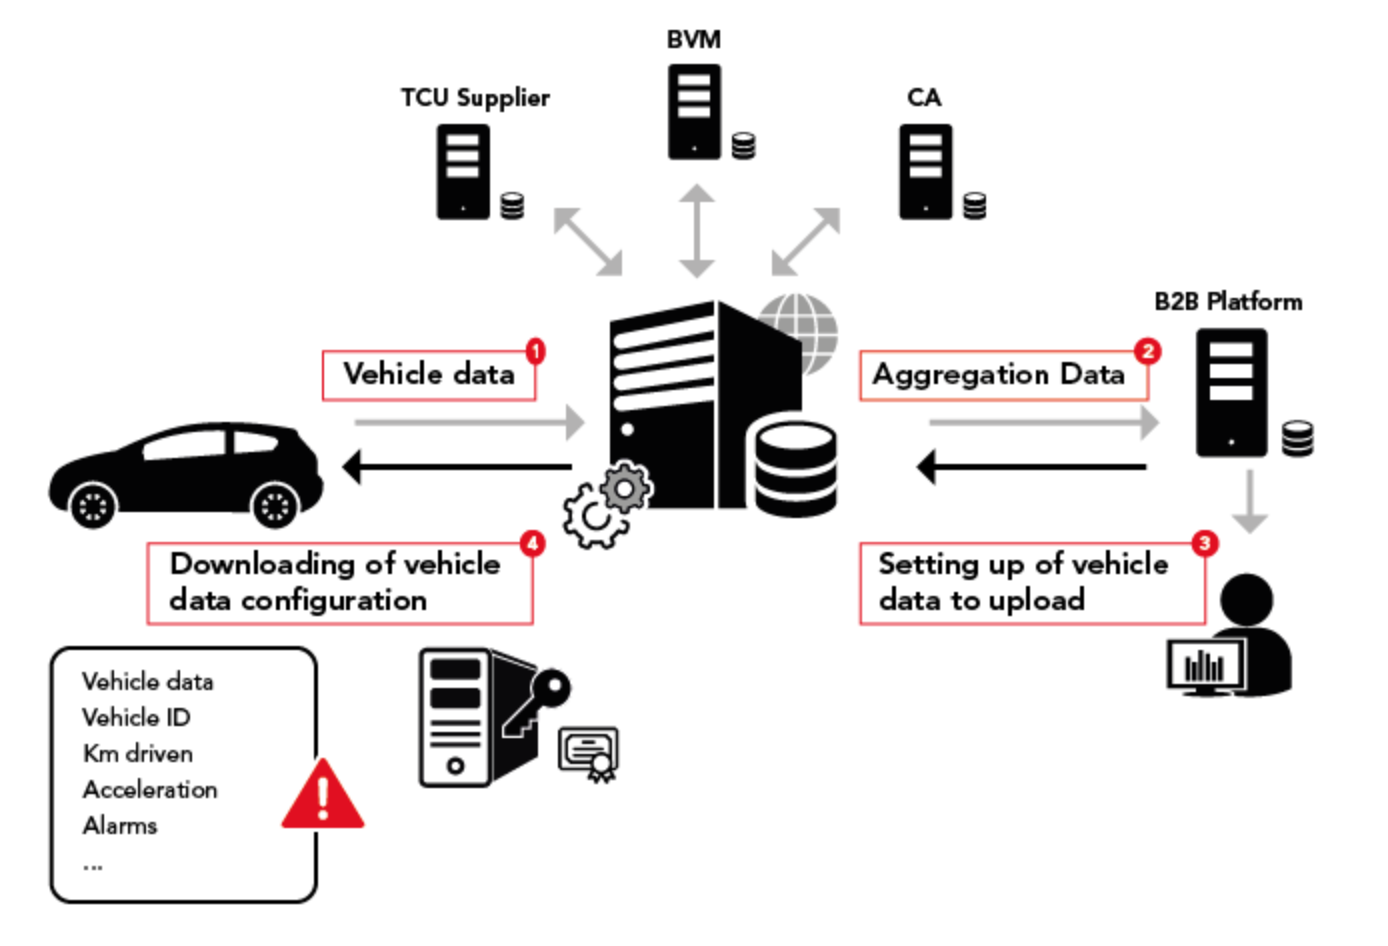 BVM
TCU Supplier
CA
B2B Platform
1
Vehicle data
2
Aggregation Data
4
Downloading of vehicle
data configuration
3
Setting up of vehicle
data to upload
Vehicle data
Vehicle ID
Km driven
Acceleration
Alarms
...
!